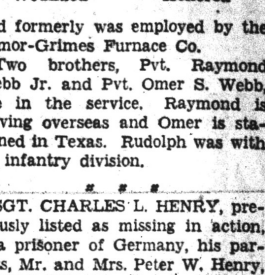 d formerly was employed by the
mor-Grimes Furnace Co.
Two brothers, Pvt. Raymond
ebb Jr. and Pvt. Omer S. Webb,
e in the service. Raymond is
ving overseas and Omer is sta-
ned in Texas. Rudolph was with
infantry division.
# # #
SGT. CHARLES L. HENRY, pre-
usly listed as missing in action,
a prisoner of Germany, his par-
s, Mr. and Mrs. Peter W. Henry,